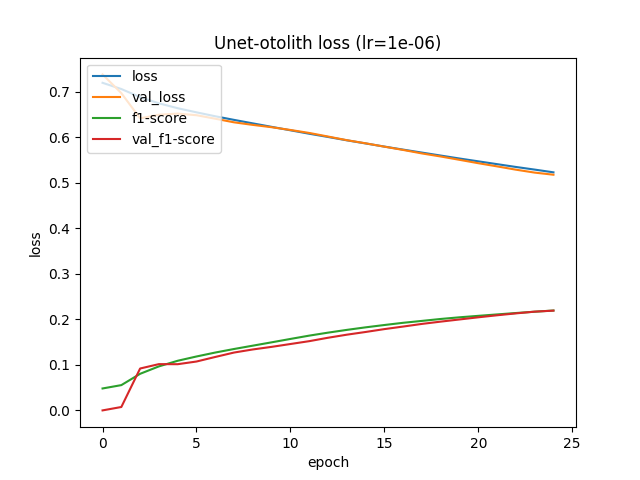 Unet-otolith loss (lr=1e-06)
loss
val_loss
f1-score
val_f1-score
0.7
0.6
0.5
0.4
0.3
0.2
0.1
0.0
loss
0 5 10 15 20 25
epoch